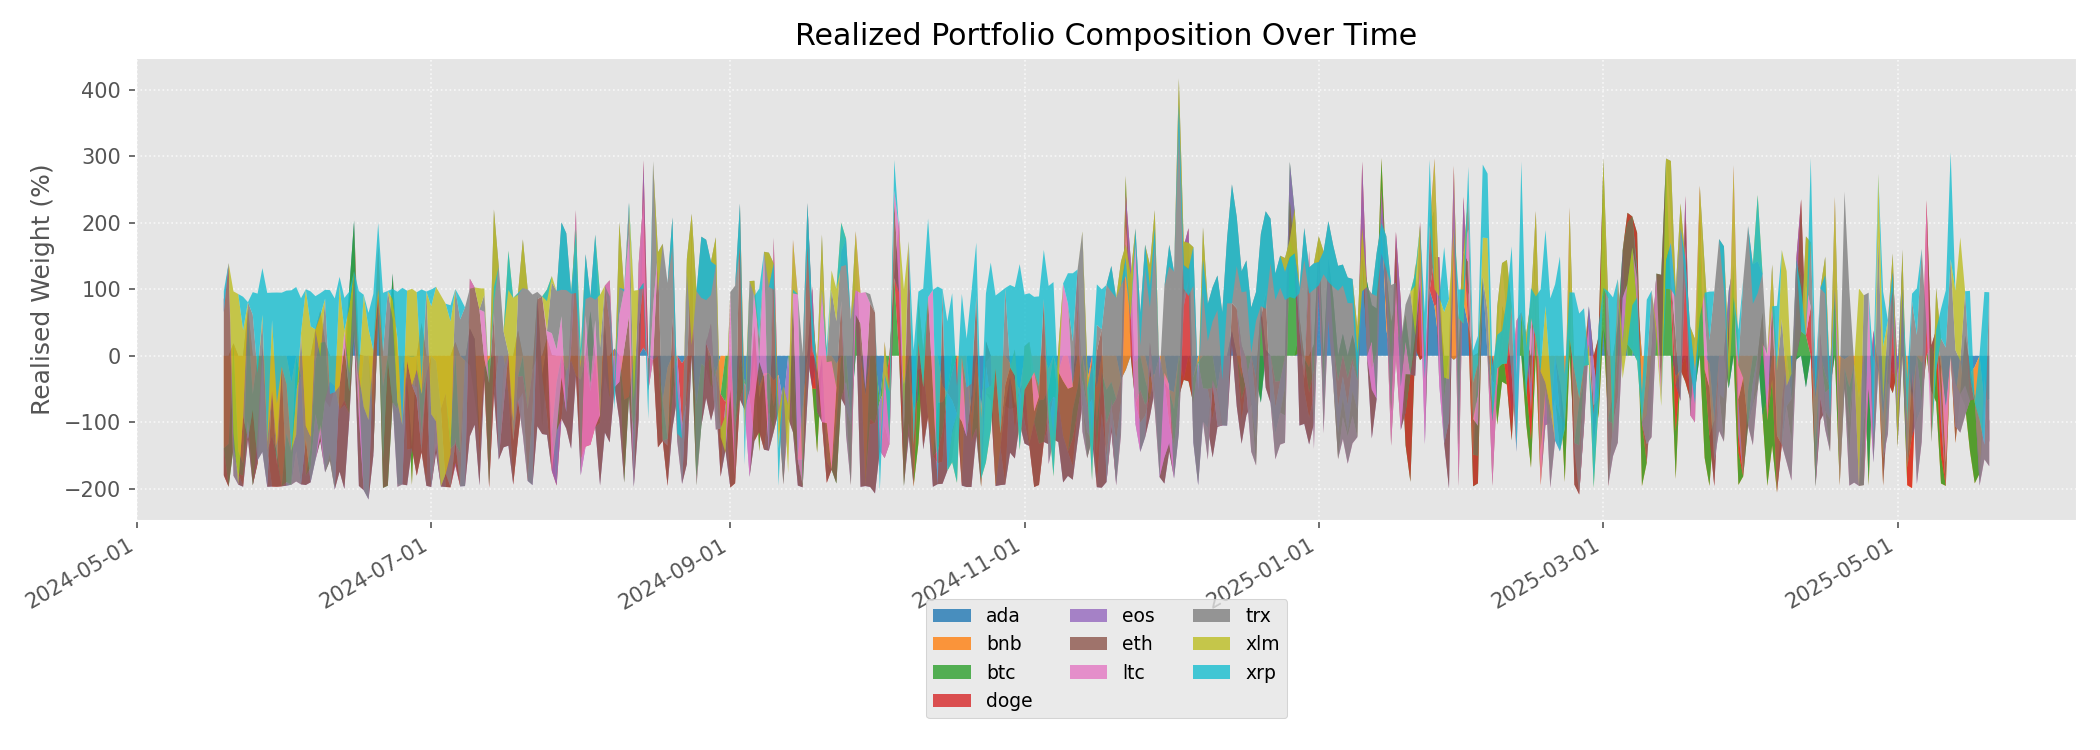 Realized Portfolio Composition Over Time
Realised Weight (%)
400
300
200
100
0
−100
−200
2024-05-01
2024-07-01
2024-09-01
2024-11-01
2025-01-01
2025-03-01
2025-05-01
ada
bnb
btc
doge
eos
eth
ltc
trx
xlm
xrp